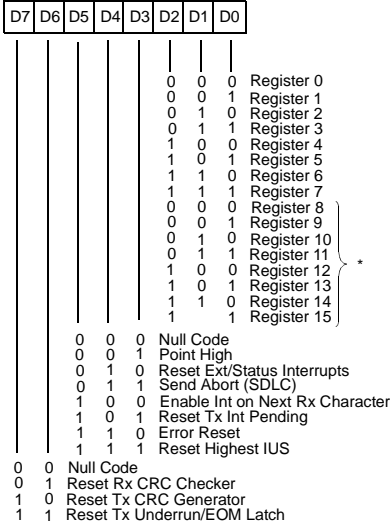 D7 D6 D5 D4 D3 D2 D1 D0
0 0 0 Register 0
0 0 1 Register 1
0 1 0 Register 2
0 1 1 Register 3
1 0 0 Register 4
1 0 1 Register 5
1 1 0 Register 6
1 1 1 Register 7
0 0 0 Register 8
0 0 1 Register 9
0 1 0 Register 10
0 1 1 Register 11
1 0 0 Register 12
1 0 1 Register 13
1 1 0 Register 14
1 1 Register 15
*
0 0 0 Null Code
0 0 1 Point High
0 1 0 Reset Ext/Status Interrupts
0 1 1 Send Abort (SDLC)
1 0 0 Enable Int on Next Rx Character
1 0 1 Reset Tx Int Pending
1 1 0 Error Reset
1 1 1 Reset Highest IUS
0 0 Null Code
0 1 Reset Rx CRC Checker
1 0 Reset Tx CRC Generator
1 1 Reset Tx Underrun/EOM Latch